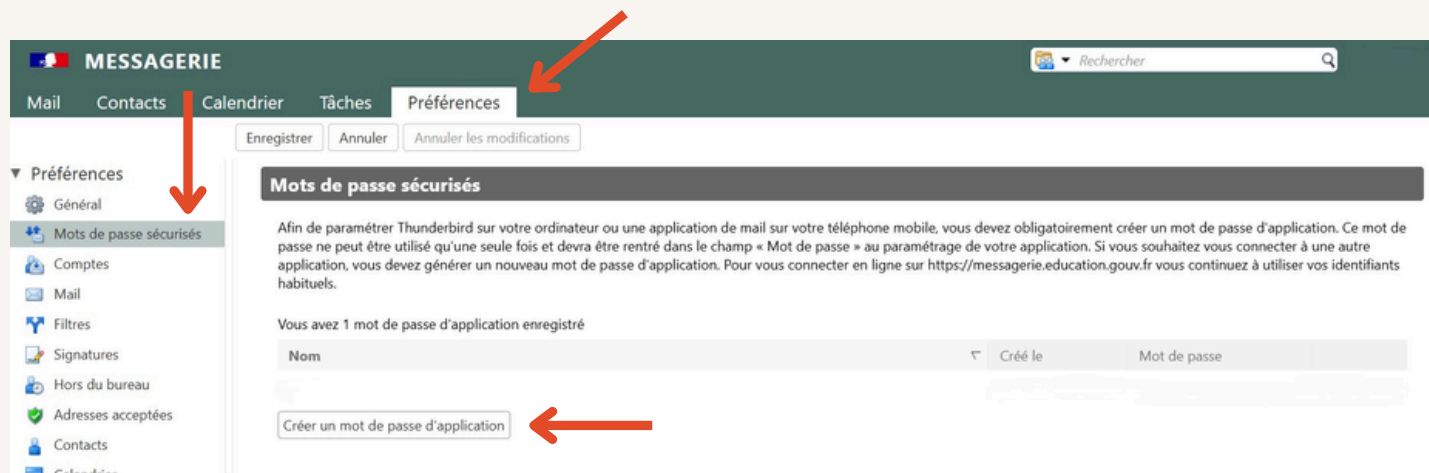 MESSAGERIE
Rechercher
Mail Contacts Calendrier Tâches Préférences
Enregistrer Annuler Annuler les modifications
Préférences
Général
Mots de passe sécurisés
Comptes
Mail
Filtres
Signatures
Hors du bureau
Adresses acceptées
Contacts
Calendrier
Mots de passe sécurisés
Afin de paramétrer Thunderbird sur votre ordinateur ou une application de mail sur votre téléphone mobile, vous devez obligatoirement créer un mot de passe d'application. Ce mot de
passe ne peut être utilisé qu'une seule fois et devra être rentré dans le champ « Mot de passe » au paramétrage de votre application. Si vous souhaitez vous connecter à une autre
application, vous devez générer un nouveau mot de passe d'application. Pour vous connecter en ligne sur https://messagerie.education.gouv.fr vous continuez à utiliser vos identifiants
habituels.
Vous avez 1 mot de passe d'application enregistré
Nom Créé le Mot de passe
Créer un mot de passe d'application